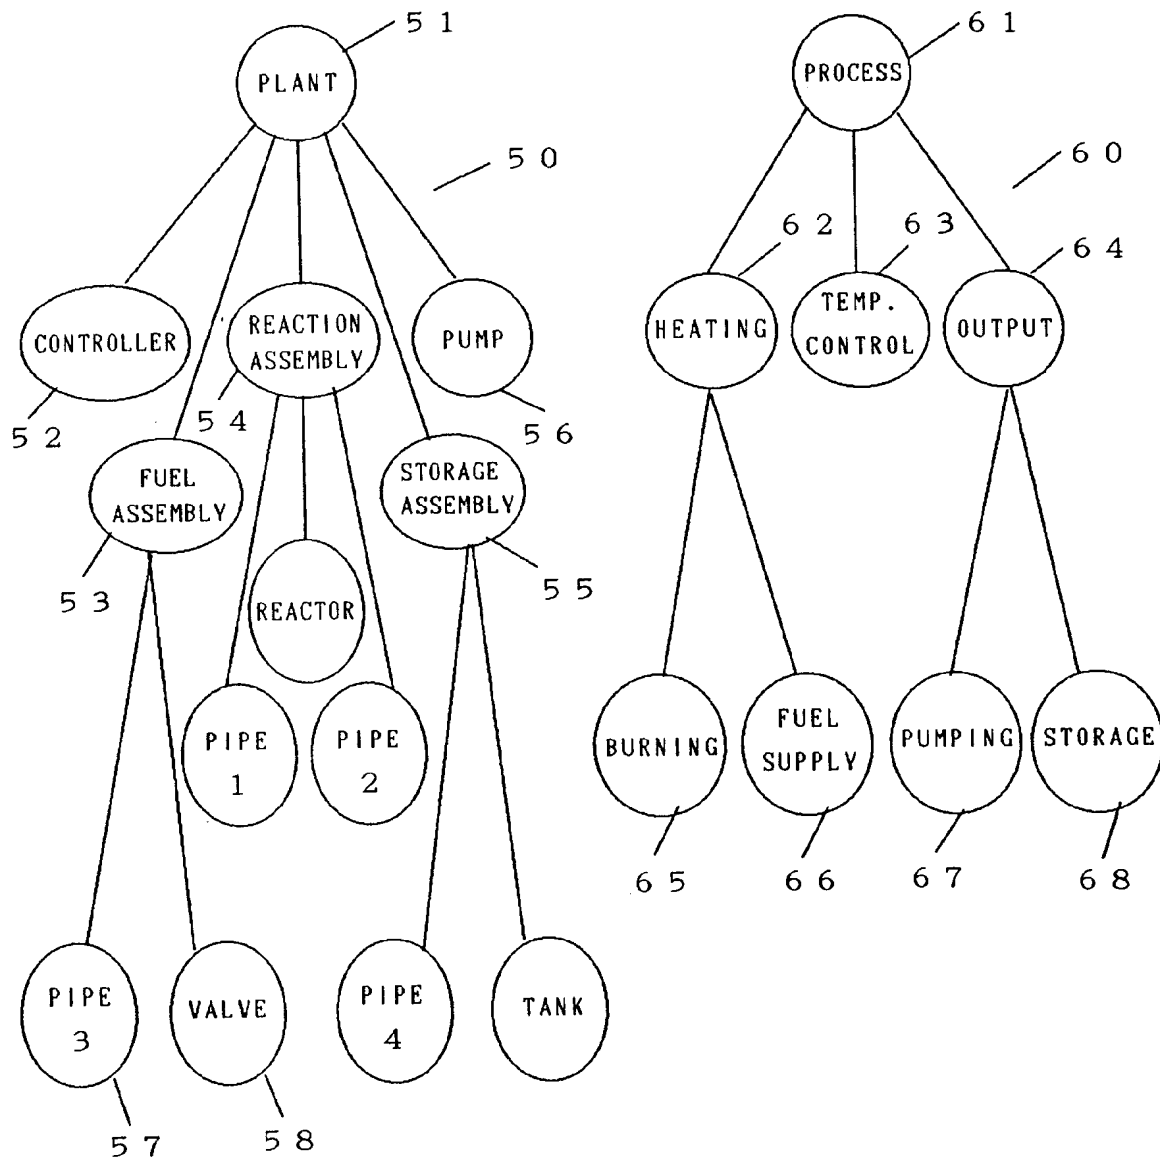 51
PLANT
50
CONTROLLER
52
REACTION
ASSEMBLY
54
PUMP
56
FUEL
ASSEMBLY
53
STORAGE
ASSEMBLY
55
REACTOR
PIPE
1
PIPE
2
PIPE
3
57
VALVE
58
PIPE
4
TANK
61
PROCESS
60
62
HEATING
63
TEMP.
CONTROL
64
OUTPUT
BURNING
65
FUEL
SUPPLY
66
PUMPING
67
STORAGE
68